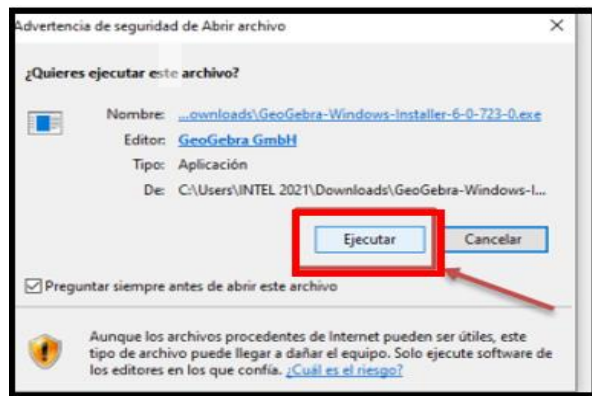 Advertencia de seguridad de Abrir archivo
¿Quieres ejecutar este archivo?
Nombre: ...ownloads\GeoGebra-Windows-Installer-6-0-723-0.exe
Editor: GeoGebra GmbH
Tipo: Aplicación
De: C:\Users\INTEL 2021\Downloads\GeoGebra-Windows-I...
Ejecutar Cancelar
Preguntar siempre antes de abrir este archivo
Aunque los archivos procedentes de Internet pueden ser útiles, este
tipo de archivo puede llegar a dañar el equipo. Solo ejecute software de
los editores en los que confía. ¿Cuál es el riesgo?